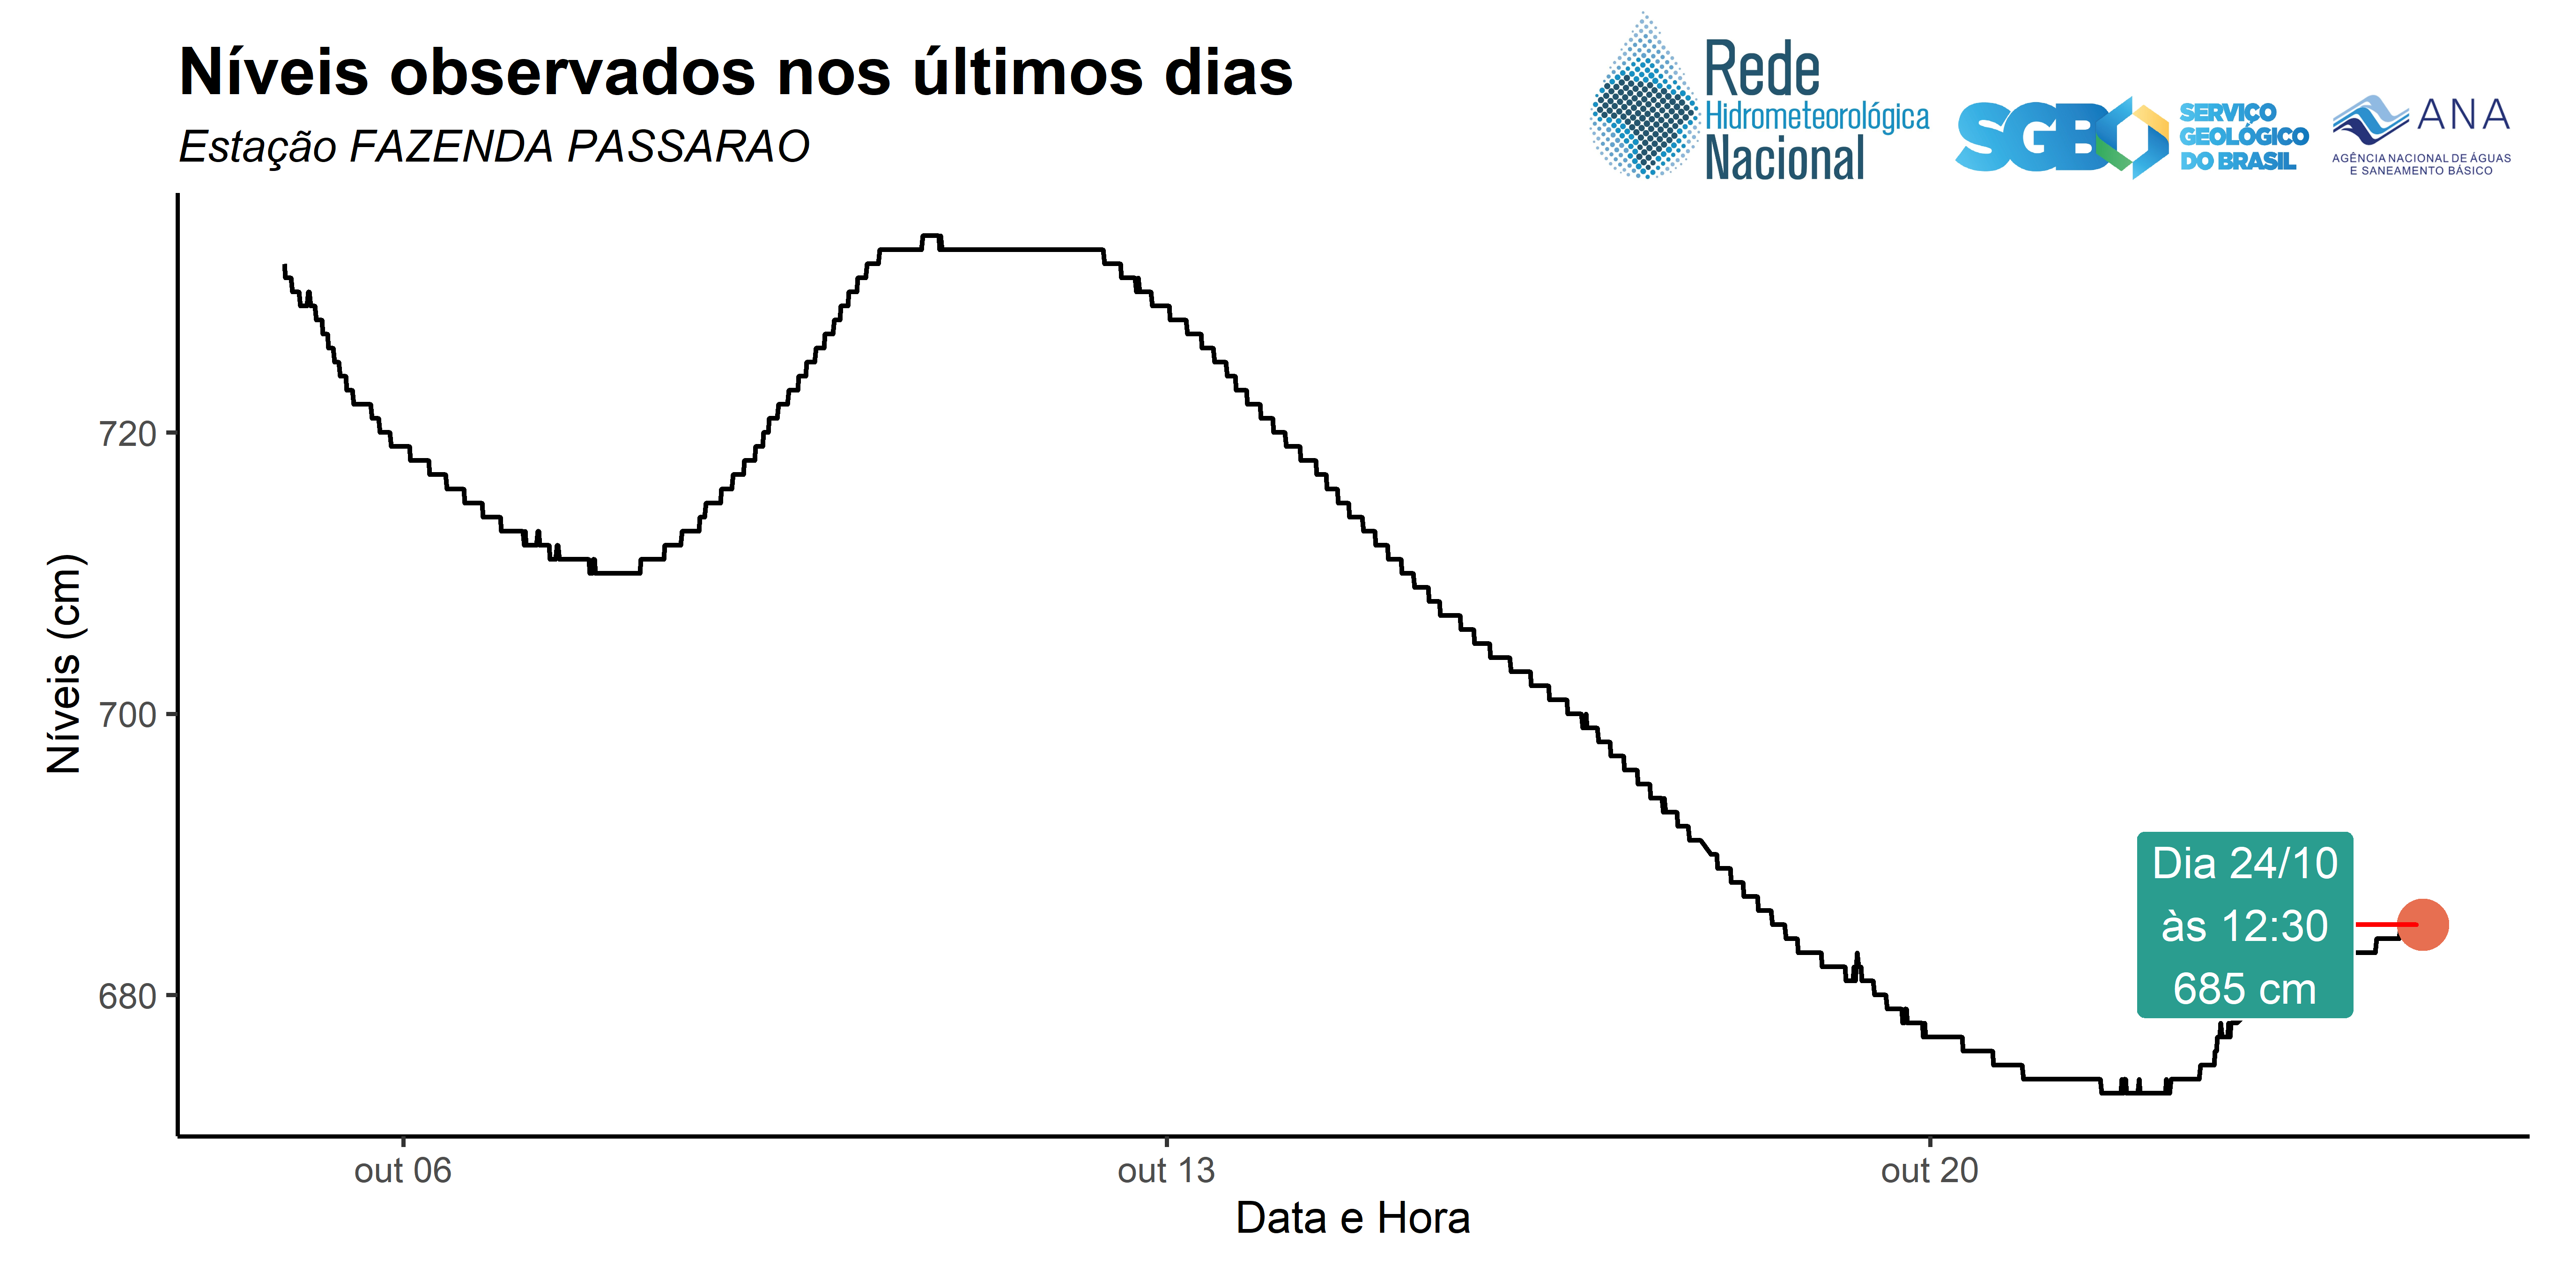 Níveis observados nos últimos dias
Estação FAZENDA PASSARAO
Rede
Hidrometeorológica
Nacional
SGB
SERVIÇO
GEOLÓGICO
DO BRASIL
ANA
AGÊNCIA NACIONAL DE ÁGUAS
E SANEAMENTO BÁSICO
Níveis (cm)
720
700
680
Dia 24/10
às 12:30
685 cm
out 06
out 13
out 20
Data e Hora